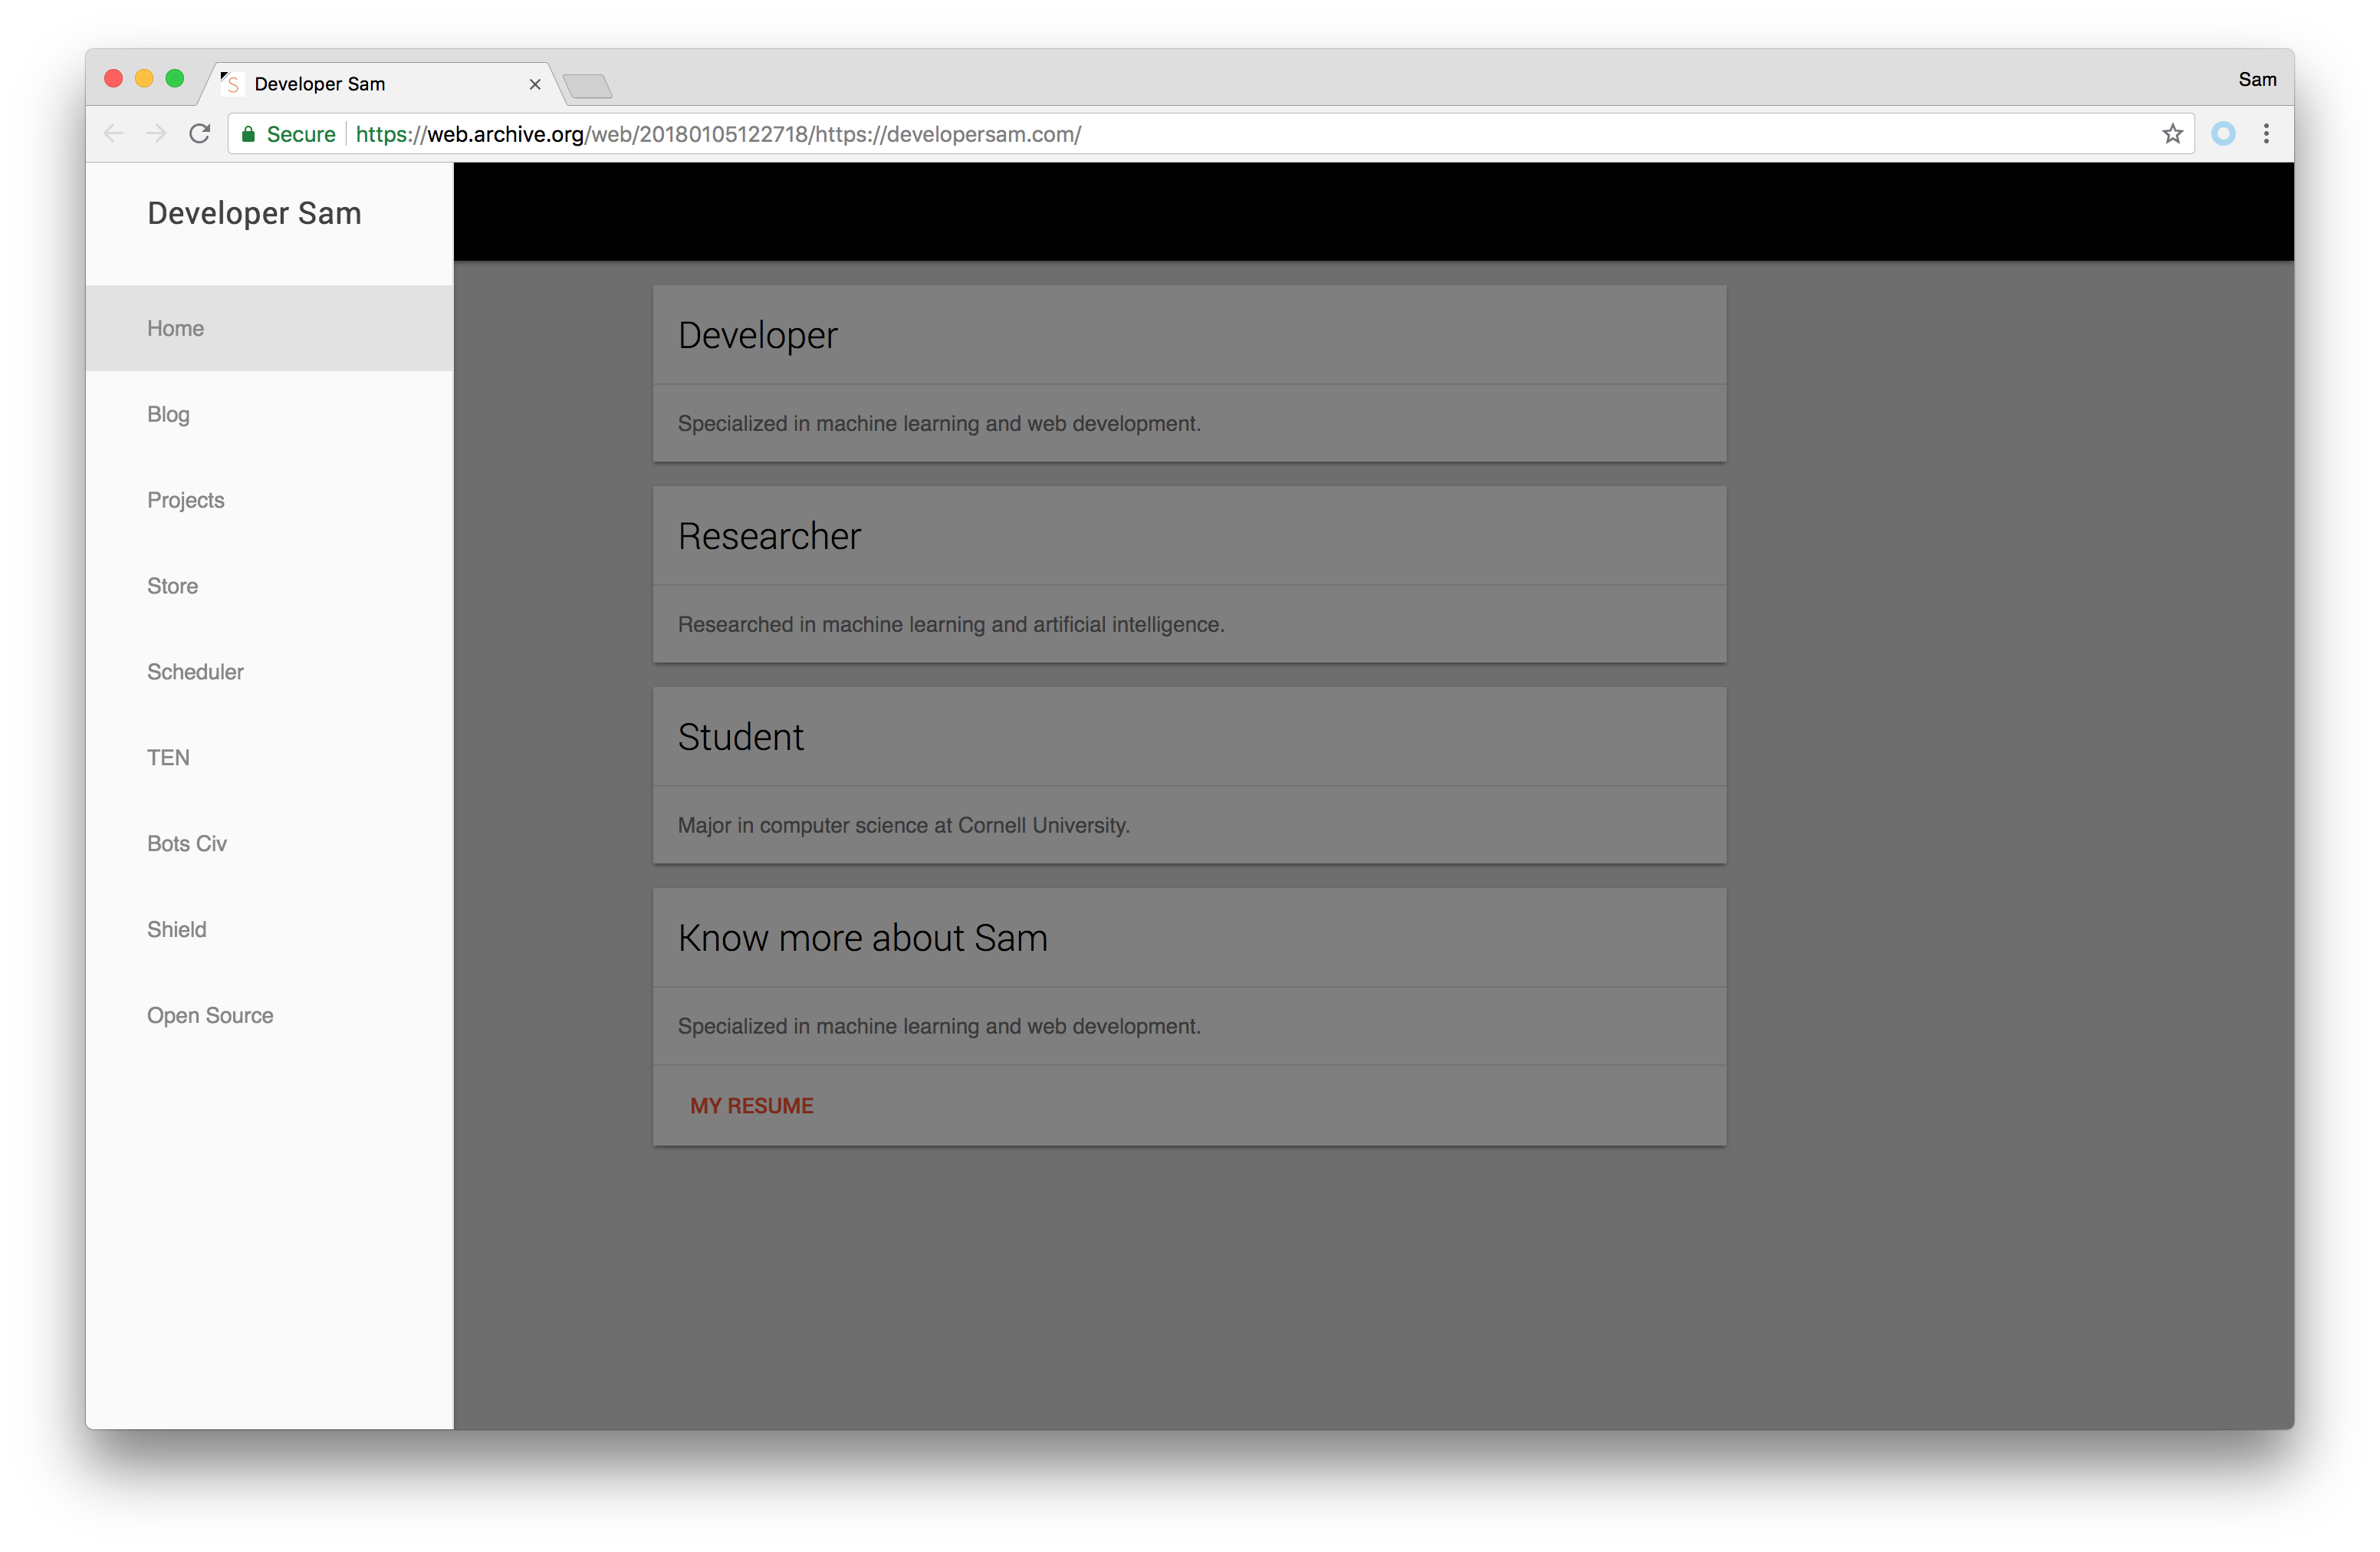 S Developer Sam
Sam
Secure https://web.archive.org/web/20180105122718/https://developersam.com/
Developer Sam
Home
Blog
Projects
Store
Scheduler
TEN
Bots Civ
Shield
Open Source
Developer
Specialized in machine learning and web development.
Researcher
Researched in machine learning and artificial intelligence.
Student
Major in computer science at Cornell University.
Know more about Sam
Specialized in machine learning and web development.
MY RESUME